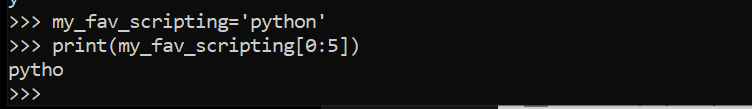 >>> my_fav_scripting='python'
>>> print(my_fav_scripting[0:5])
pytho
>>>